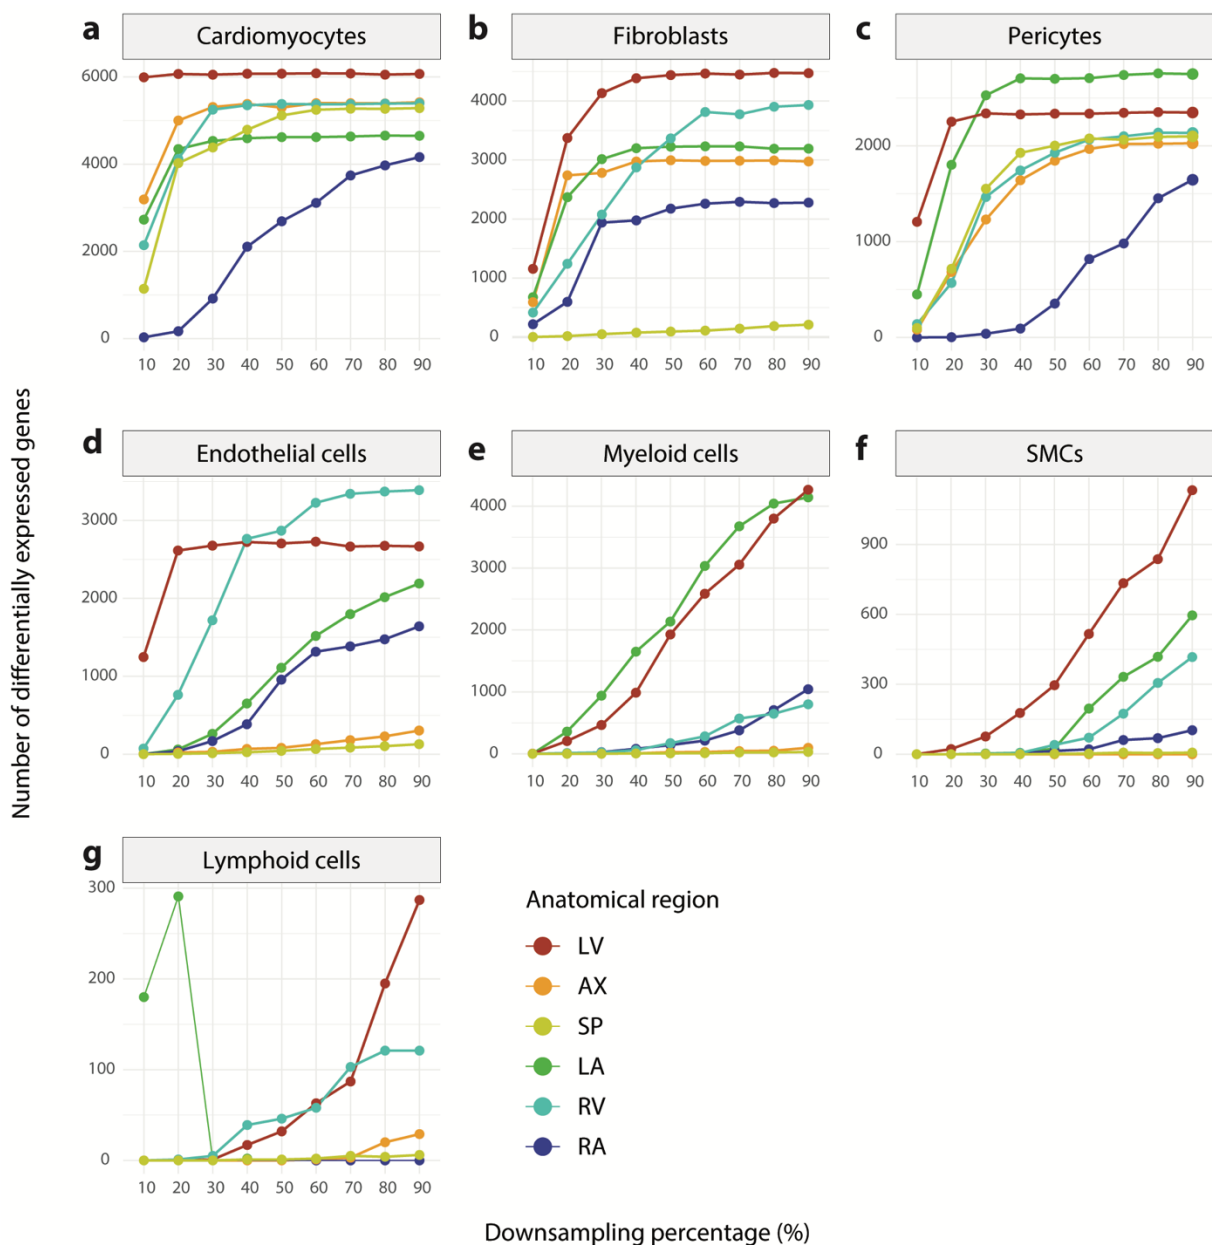 a Cardiomyocytes
6000
4000
2000
0
10 20 30 40 50 60 70 80 90
b Fibroblasts
4000
3000
2000
1000
0
10 20 30 40 50 60 70 80 90
c Pericytes
2000
1000
0
10 20 30 40 50 60 70 80 90
Number of differentially expressed genes
d Endothelial cells
3000
2000
1000
0
10 20 30 40 50 60 70 80 90
e Myeloid cells
4000
3000
2000
1000
0
10 20 30 40 50 60 70 80 90
f SMCs
900
600
300
0
10 20 30 40 50 60 70 80 90
g Lymphoid cells
300
200
100
0
10 20 30 40 50 60 70 80 90
Anatomical region
LV
AX
SP
LA
RV
RA
Downsampling percentage (%)